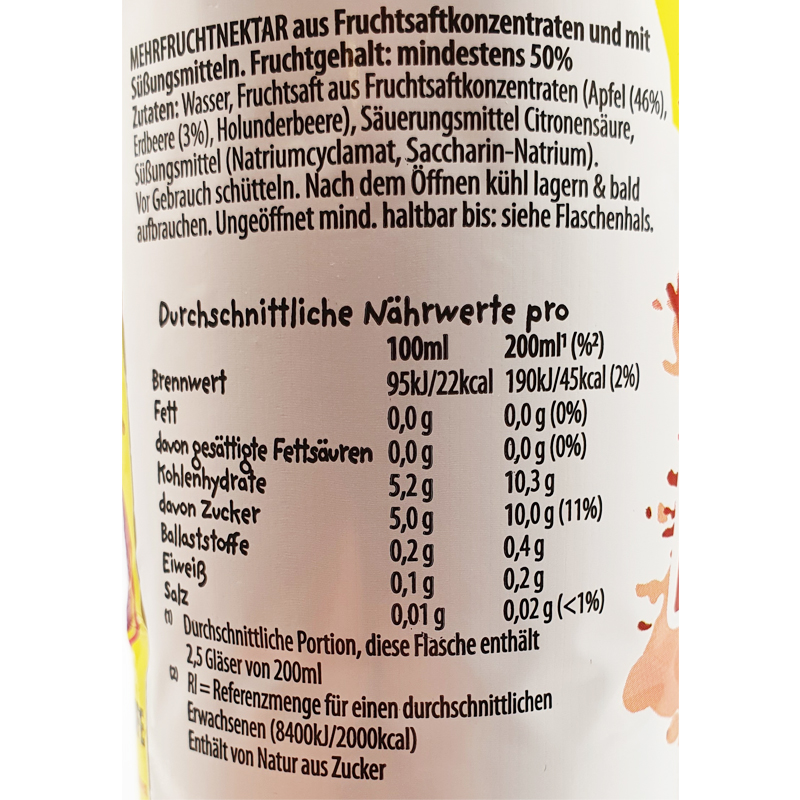 MEHRFRUCHTNEKTAR aus Fruchtsaftkonzentraten und mit
Süßungsmitteln. Fruchtgehalt: mindestens 50%
Zutaten: Wasser, Fruchtsaft aus Fruchtsaftkonzentraten (Apfel (46%),
Erdbeere (3%), Holunderbeere), Säuerungsmittel Citronensäure,
Süßungsmittel (Natriumcyclamat, Saccharin-Natrium).
Vor Gebrauch schütteln. Nach dem Öffnen kühl lagern & bald
aufbrauchen. Ungeöffnet mind. haltbar bis: siehe Flaschenhals.
Durchschnittliche Nährwerte pro
100ml 200ml¹ (%²)
Brennwert 95kJ/22kcal 190kJ/45kcal (2%)
Fett 0,0 g 0,0 g (0%)
davon gesättigte Fettsäuren 0,0 g 0,0 g (0%)
Kohlenhydrate 5,2 g 10,3 g
davon Zucker 5,0 g 10,0 g (11%)
Ballaststoffe 0,2 g 0,4 g
Eiweiß 0,1 g 0,2 g
Salz 0,01 g 0,02 g (<1%)
(1) Durchschnittliche Portion, diese Flasche enthält
2,5 Gläser von 200ml
(2) RI = Referenzmenge für einen durchschnittlichen
Erwachsenen (8400kJ/2000kcal)
Enthält von Natur aus Zucker